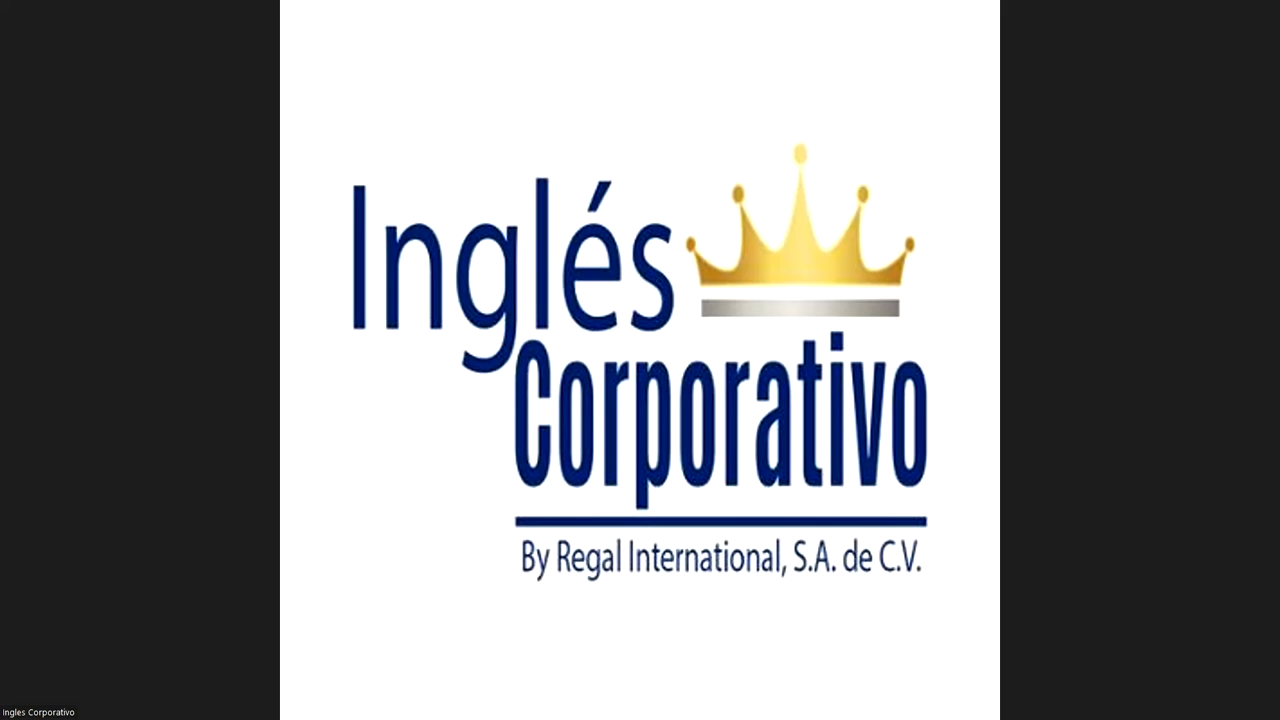 Inglés
Corporativo
By Regal International, S.A. de C.V.
Ingles Corporativo